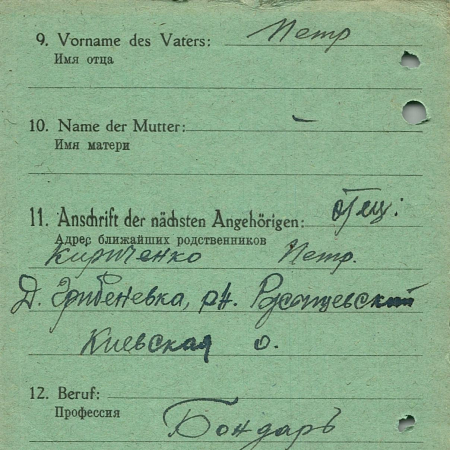 9. Vorname des Vaters: Петр
Имя отца
10. Name der Mutter: —
Имя матери
11. Anschrift der nächsten Angehörigen: отец:
Адрес ближайших родственников
Кириченко Петр.
Д. Грибеневка, рн.
Киевская о.
12. Beruf:
Профессия
Бондарь